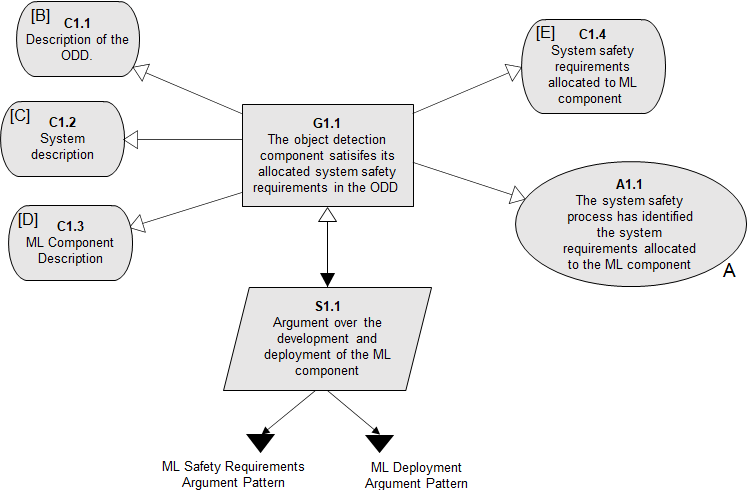 [B]
C1.1
Description of the
ODD.
[E]
C1.4
System safety
requirements
allocated to ML
component
[C]
C1.2
System
description
G1.1
The object detection
component satisifes its
allocated system safety
requirements in the ODD
[D]
C1.3
ML Component
Description
A1.1
The system safety
process has identified
the system
requirements allocated
to the ML component
A
S1.1
Argument over the
development and
deployment of the ML
component
ML Safety Requirements
Argument Pattern
ML Deployment
Argument Pattern